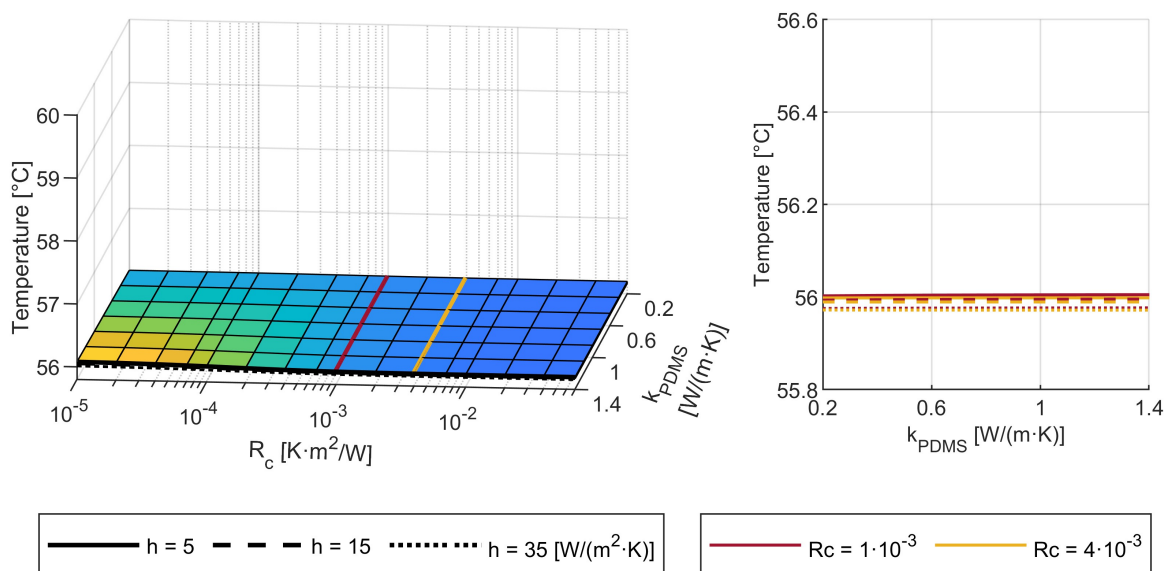 Temperature [°C]
60
59
58
57
56
10⁻⁵
10⁻⁴
10⁻³
10⁻²
R_c [K·m²/W]
0.2
0.6
1
1.4
k_PDMS
[W/(m·K)]
Temperature [°C]
56.6
56.4
56.2
56
55.8
0.2
0.6
1
1.4
k_PDMS [W/(m·K)]
h = 5
h = 15
h = 35 [W/(m²·K)]
Rc = 1·10⁻³
Rc = 4·10⁻³